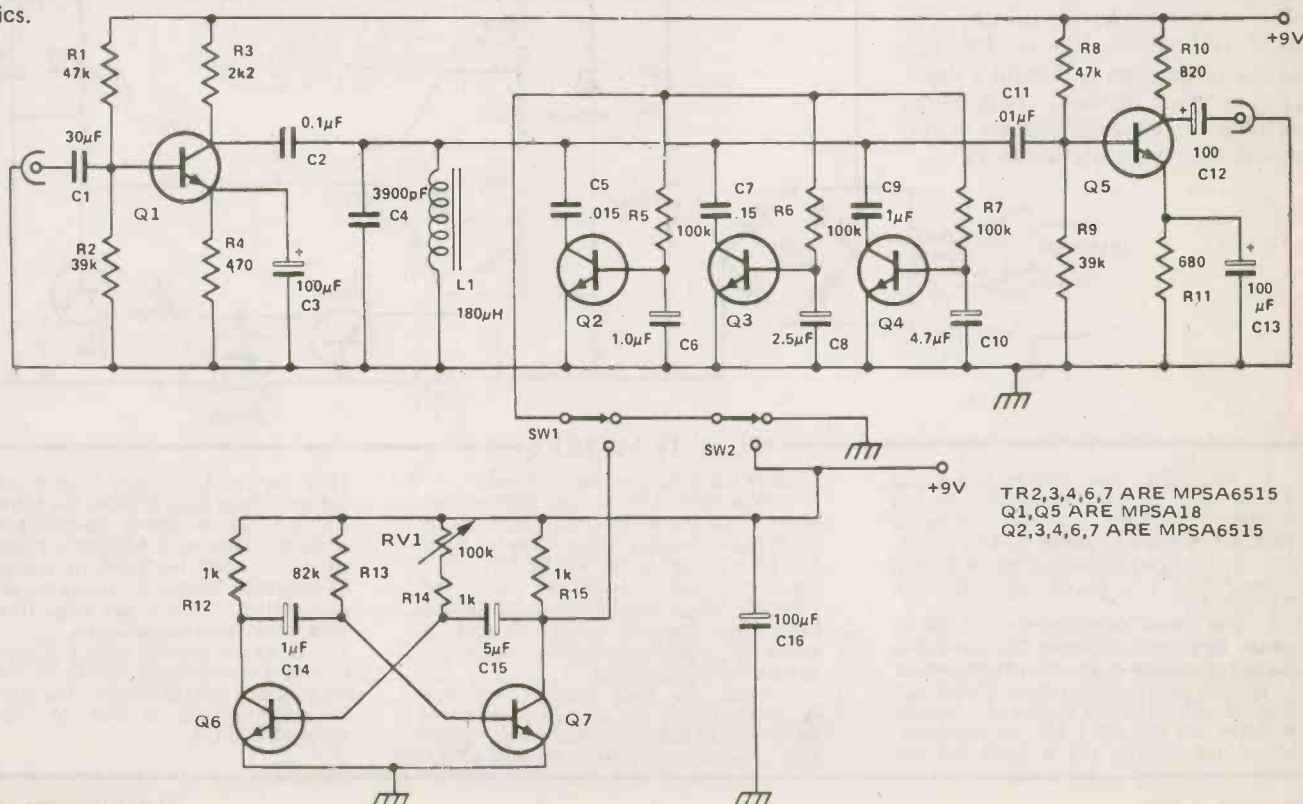 ics.
+9V
R1
47k
R3
2k2
R8
47k
R10
820
30µF
C1
0.1µF
C2
C11
.01µF
+
100
C12
Q1
Q5
3900pF
C4
C5
.015
R5
100k
C7
.15
R6
100k
C9
1µF
R7
100k
R2
39k
R4
470
+
100µF
C3
L1
180µH
R9
39k
680
R11
+
100
µF
C13
Q2
Q3
Q4
1.0µF
C6
2.5µF
C8
4.7µF
C10
SW1
SW2
+9V
TR2,3,4,6,7 ARE MPSA6515
Q1,Q5 ARE MPSA18
Q2,3,4,6,7 ARE MPSA6515
RV1
100k
1k
R12
82k
R13
R14
1k
1k
R15
1µF
C14
5µF
C15
100µF
C16
Q6
Q7